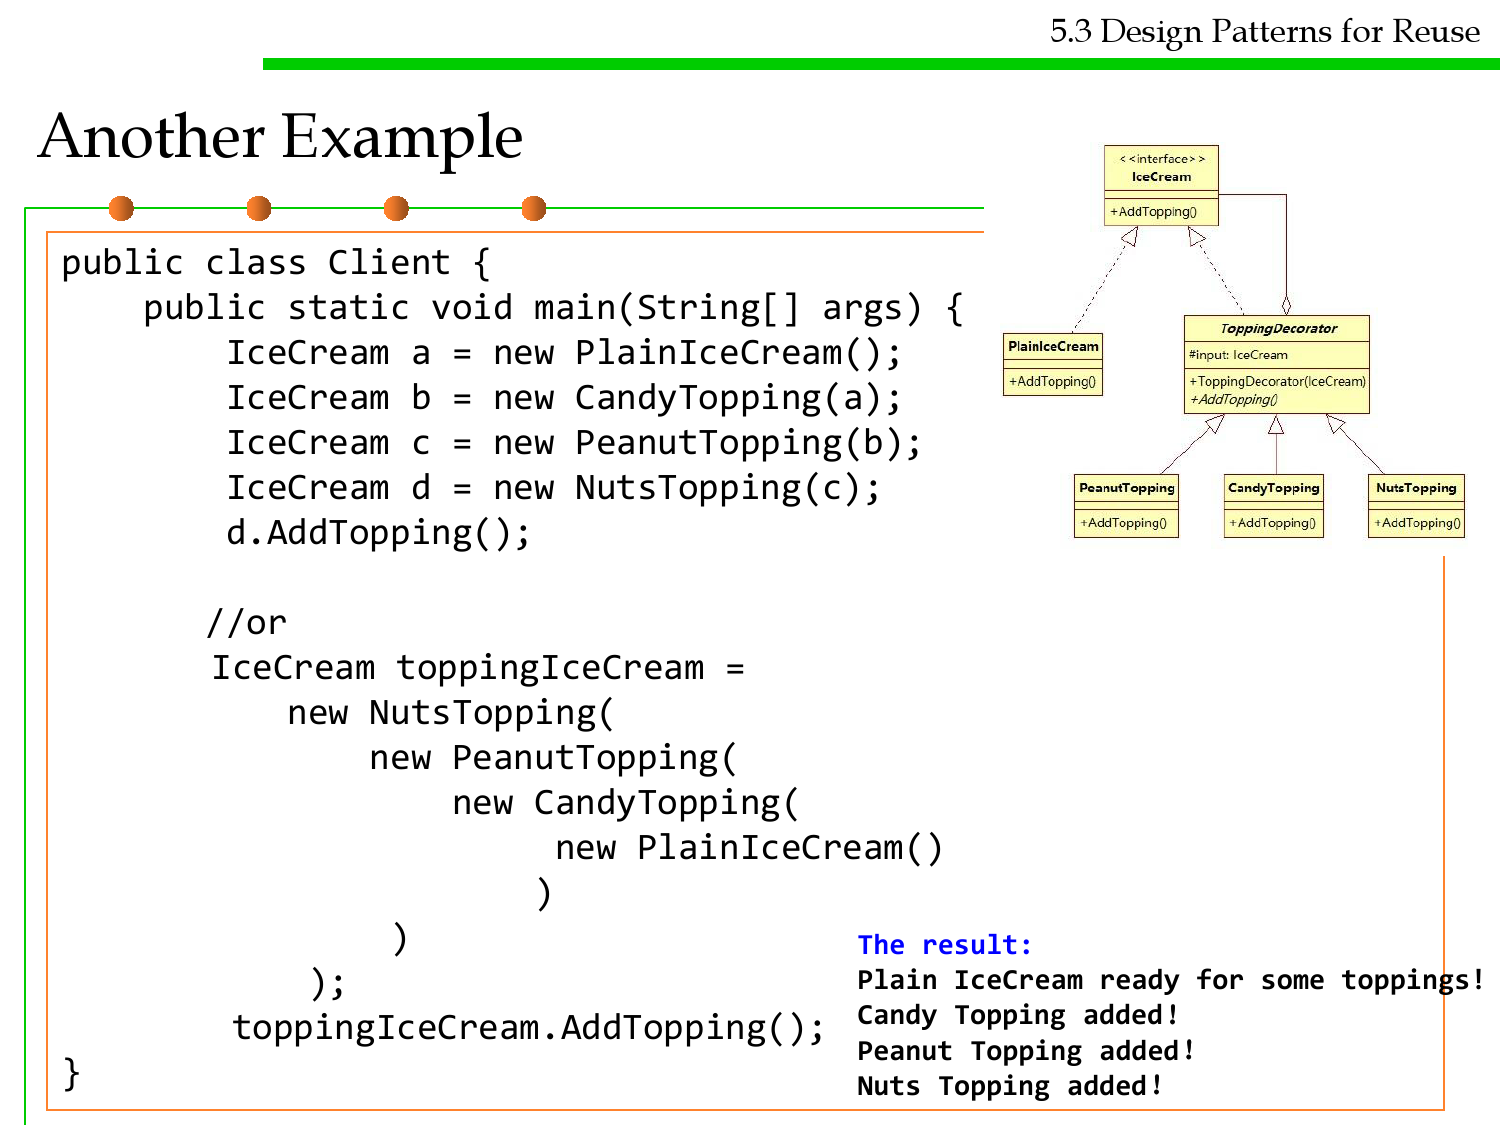 5.3 Design Patterns for Reuse
Another Example
public class Client {
    public static void main(String[] args) {
        IceCream a = new PlainIceCream();
        IceCream b = new CandyTopping(a);
        IceCream c = new PeanutTopping(b);
        IceCream d = new NutsTopping(c);
        d.AddTopping();
       //or
       IceCream toppingIceCream =
           new NutsTopping(
               new PeanutTopping(
                   new CandyTopping(
                        new PlainIceCream()
                       )
                )
            );
        toppingIceCream.AddTopping();
}
<<interface>>
IceCream
+AddTopping()
PlainIceCream
+AddTopping()
ToppingDecorator
#input: IceCream
+ToppingDecorator(IceCream)
+AddTopping()
PeanutTopping
+AddTopping()
CandyTopping
+AddTopping()
NutsTopping
+AddTopping()
The result:
Plain IceCream ready for some toppings!
Candy Topping added!
Peanut Topping added!
Nuts Topping added!